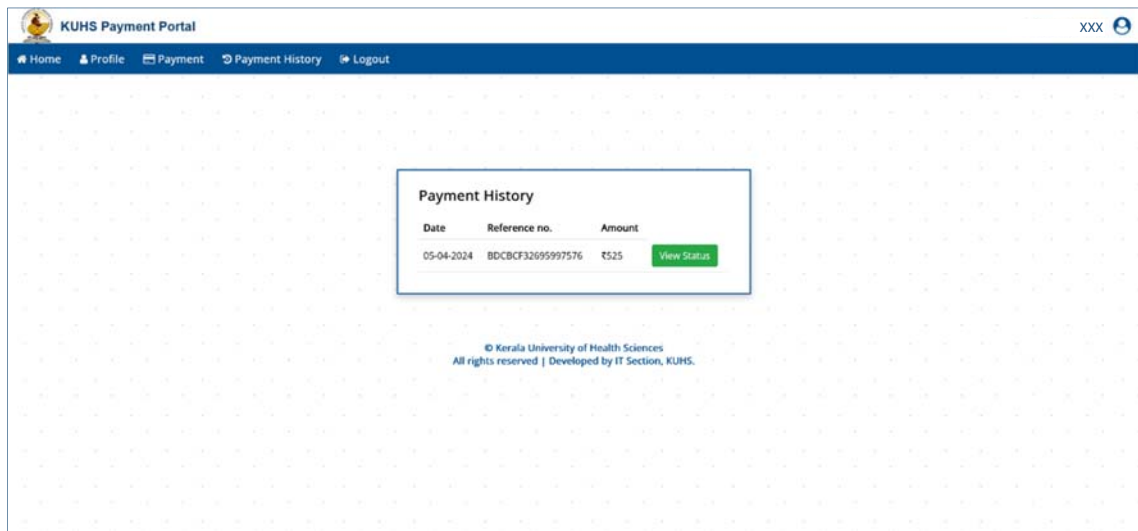 KUHS Payment Portal
XXX
Home Profile Payment Payment History Logout
Payment History
Date Reference no. Amount
05-04-2024 BDCBCF32695997576 ₹525 View Status
© Kerala University of Health Sciences
All rights reserved | Developed by IT Section, KUHS.